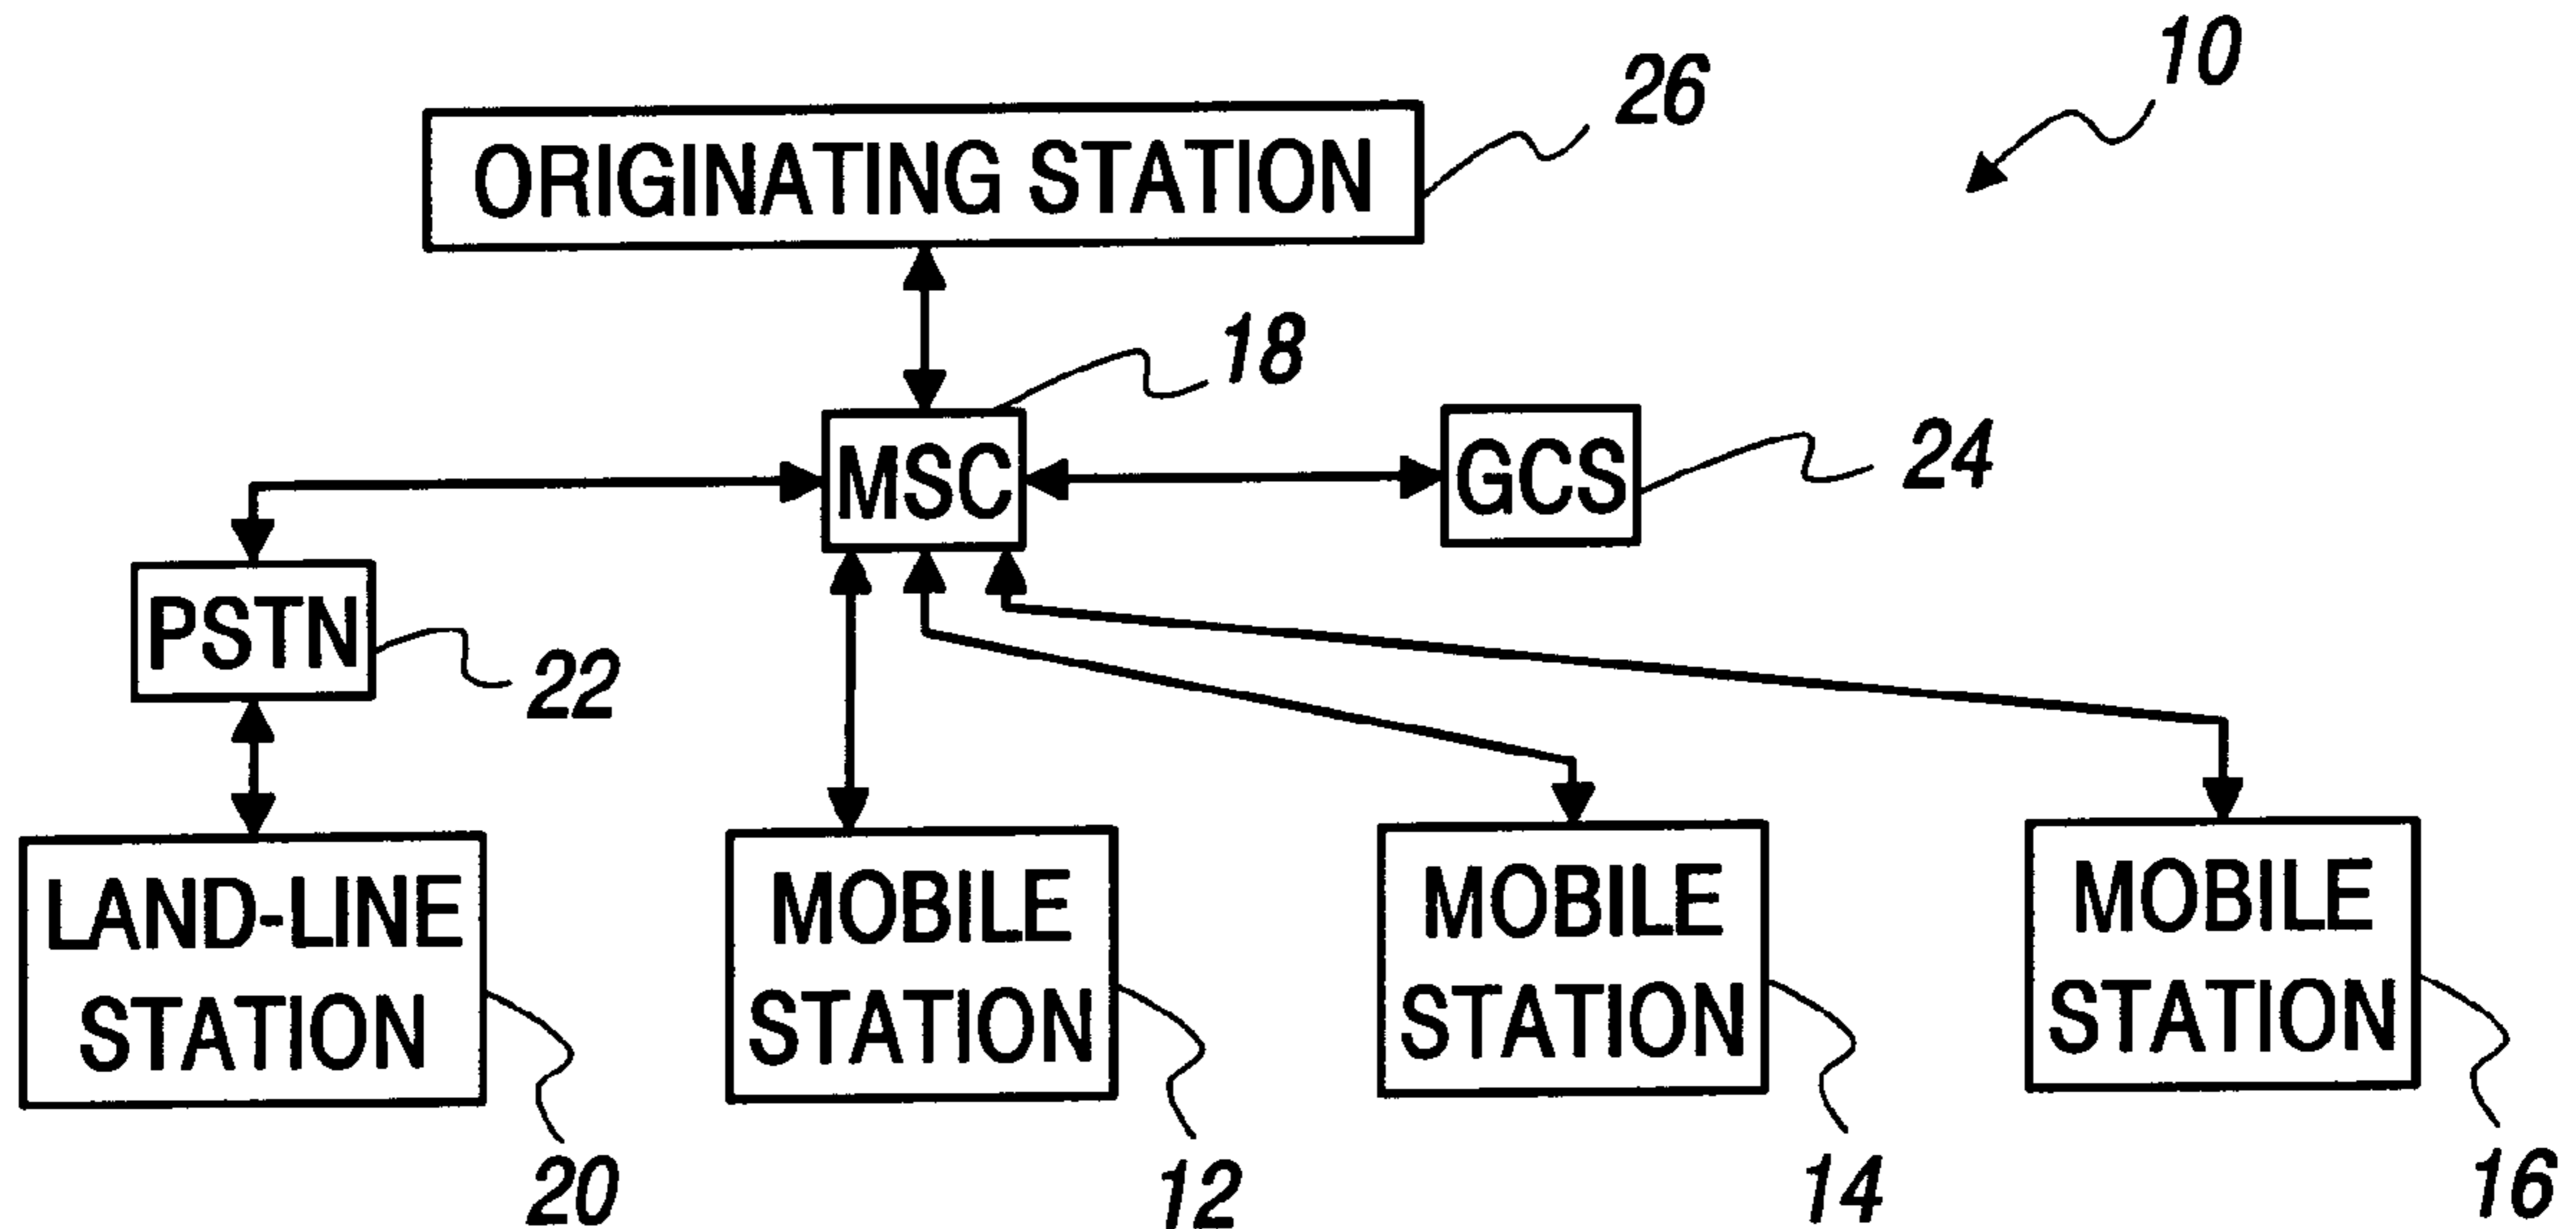 10
26
ORIGINATING STATION
18
MSC
GCS
24
PSTN
22
LAND-LINE
STATION
20
MOBILE
STATION
12
MOBILE
STATION
14
MOBILE
STATION
16